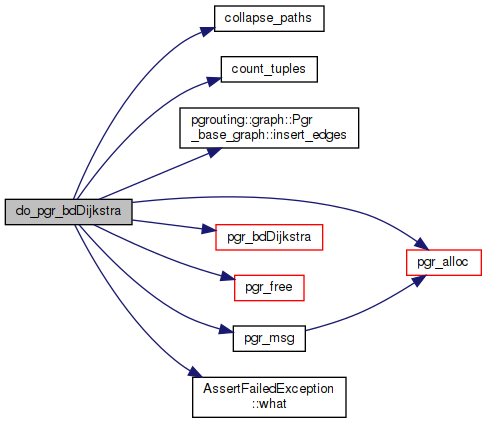 collapse_paths
count_tuples
pgrouting::graph::Pgr
_base_graph::insert_edges
do_pgr_bdDijkstra
pgr_bdDijkstra
pgr_alloc
pgr_free
pgr_msg
AssertFailedException
::what